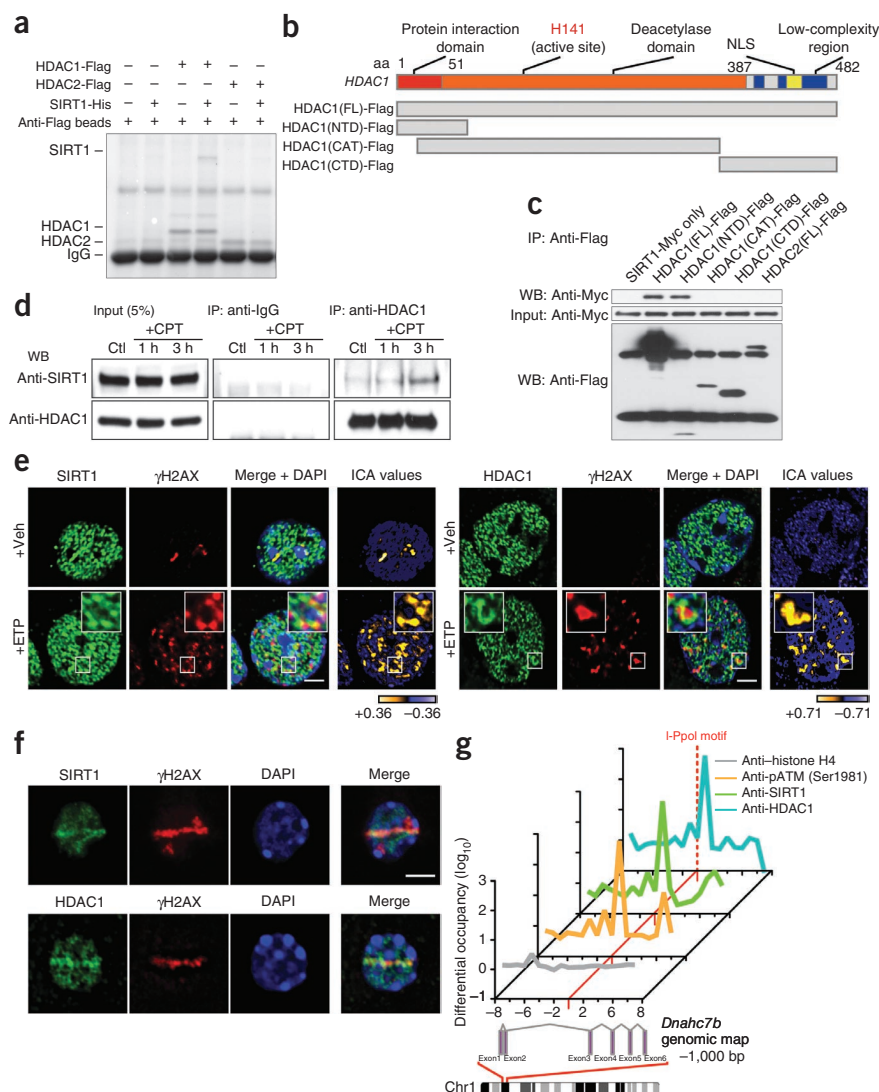 a
HDAC1-Flag – – + + – –
HDAC2-Flag – – – – + +
SIRT1-His – + – + – +
Anti-Flag beads + + + + + +
SIRT1
HDAC1
HDAC2
IgG
b
Protein interaction domain
H141 (active site)
Deacetylase domain
NLS
Low-complexity region
aa 1 51 387 482
HDAC1
HDAC1(FL)-Flag
HDAC1(NTD)-Flag
HDAC1(CAT)-Flag
HDAC1(CTD)-Flag
c
IP: Anti-Flag
SIRT1-Myc only
HDAC1(FL)-Flag
HDAC1(NTD)-Flag
HDAC1(CAT)-Flag
HDAC1(CTD)-Flag
HDAC2(FL)-Flag
WB: Anti-Myc
Input: Anti-Myc
WB: Anti-Flag
d
Input (5%) IP: anti-IgG IP: anti-HDAC1
+CPT +CPT +CPT
WB Ctl 1 h 3 h Ctl 1 h 3 h Ctl 1 h 3 h
Anti-SIRT1
Anti-HDAC1
e
SIRT1 γH2AX Merge + DAPI ICA values
HDAC1 γH2AX Merge + DAPI ICA values
+Veh
+ETP
+Veh
+ETP
+0.36 –0.36
+0.71 –0.71
f
SIRT1 γH2AX DAPI Merge
HDAC1 γH2AX DAPI Merge
g
I-PpoI motif
Anti–histone H4
Anti-pATM (Ser1981)
Anti-SIRT1
Anti-HDAC1
Differential occupancy (log10)
3
2
1
0
–1
–8 –6 –2 2 6 8
Dnahc7b genomic map
–1,000 bp
Exon1 Exon2 Exon3 Exon4 Exon5 Exon6
Chr1